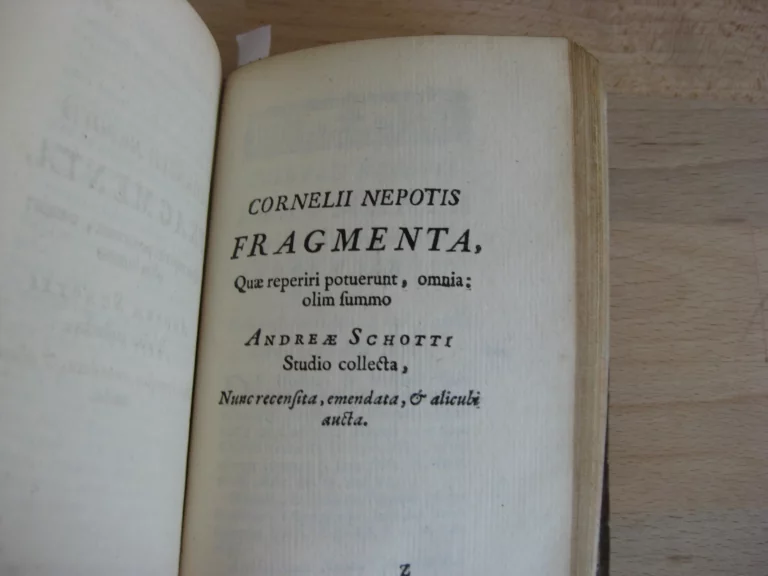 CORNELII NEPOTIS
FRAGMENTA,
Quæ reperiri potuerunt, omnia;
olim ſummo
ANDREÆ SCHOTTI
Studio collecta,
Nunc recenſita, emendata, & alicubi
aucta.
Z